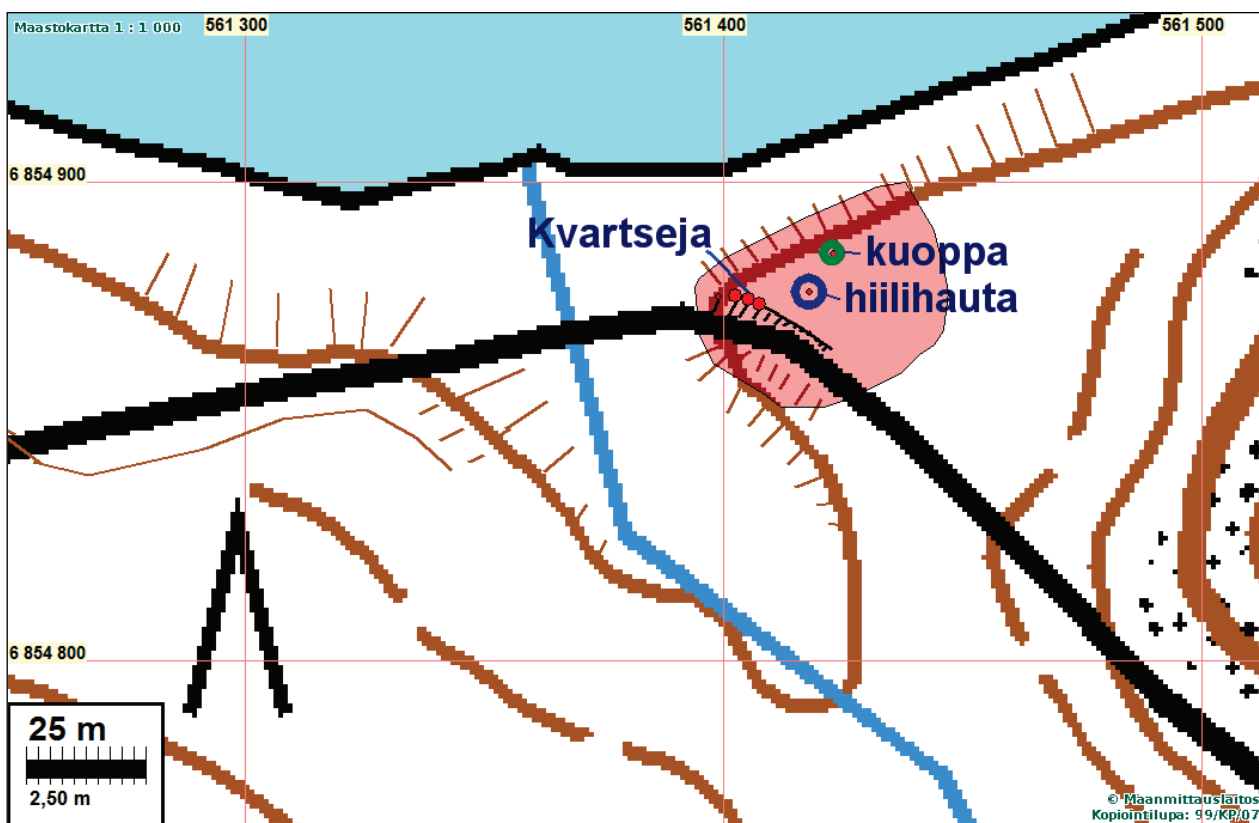 Maastokartta 1 : 1 000
561 300
561 400
561 500
6 854 900
Kvartseja
kuoppa
hiilihauta
6 854 800
25 m
2,50 m
© Maanmittauslaitos
Kopiointilupa: 99/KP/07